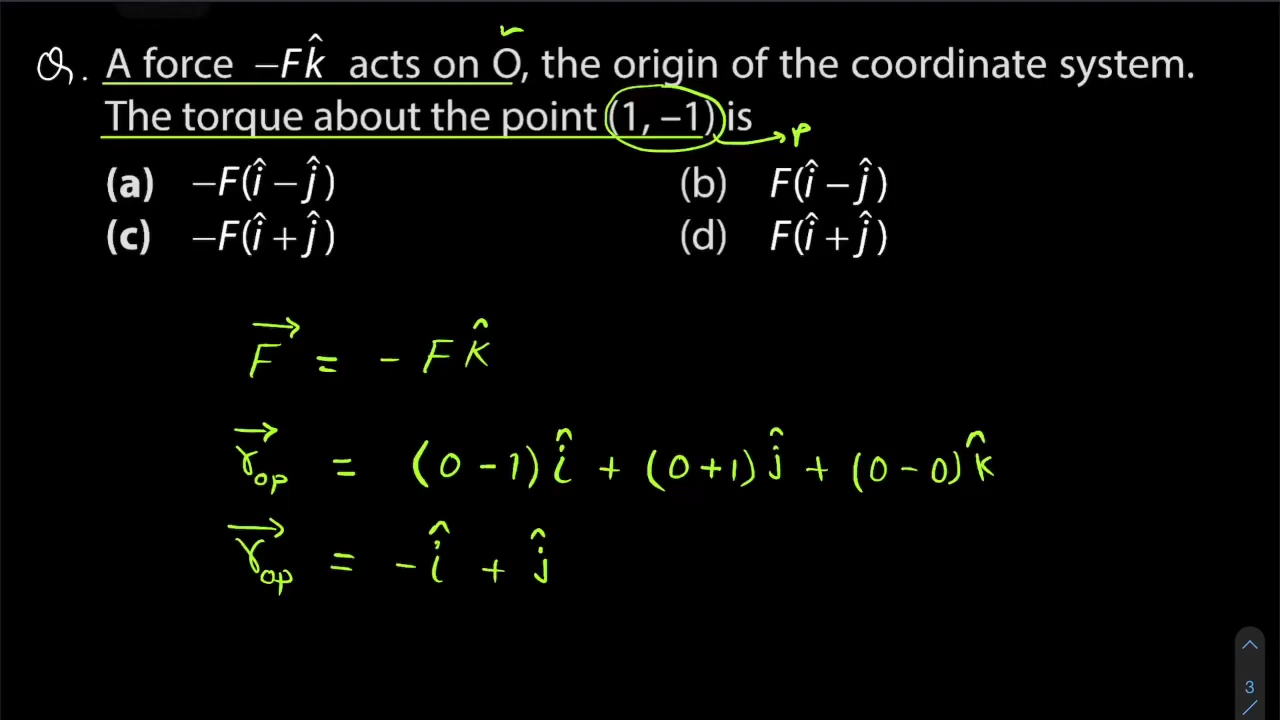 Q. A force −Fk̂ acts on O, the origin of the coordinate system.
The torque about the point (1, −1) is
P
(a) −F(î − ĵ) (b) F(î − ĵ)
(c) −F(î + ĵ) (d) F(î + ĵ)
F⃗ = - F k̂
r⃗op = (0 - 1) î + (0 + 1) ĵ + (0 - 0) k̂
r⃗op = - î + ĵ
3